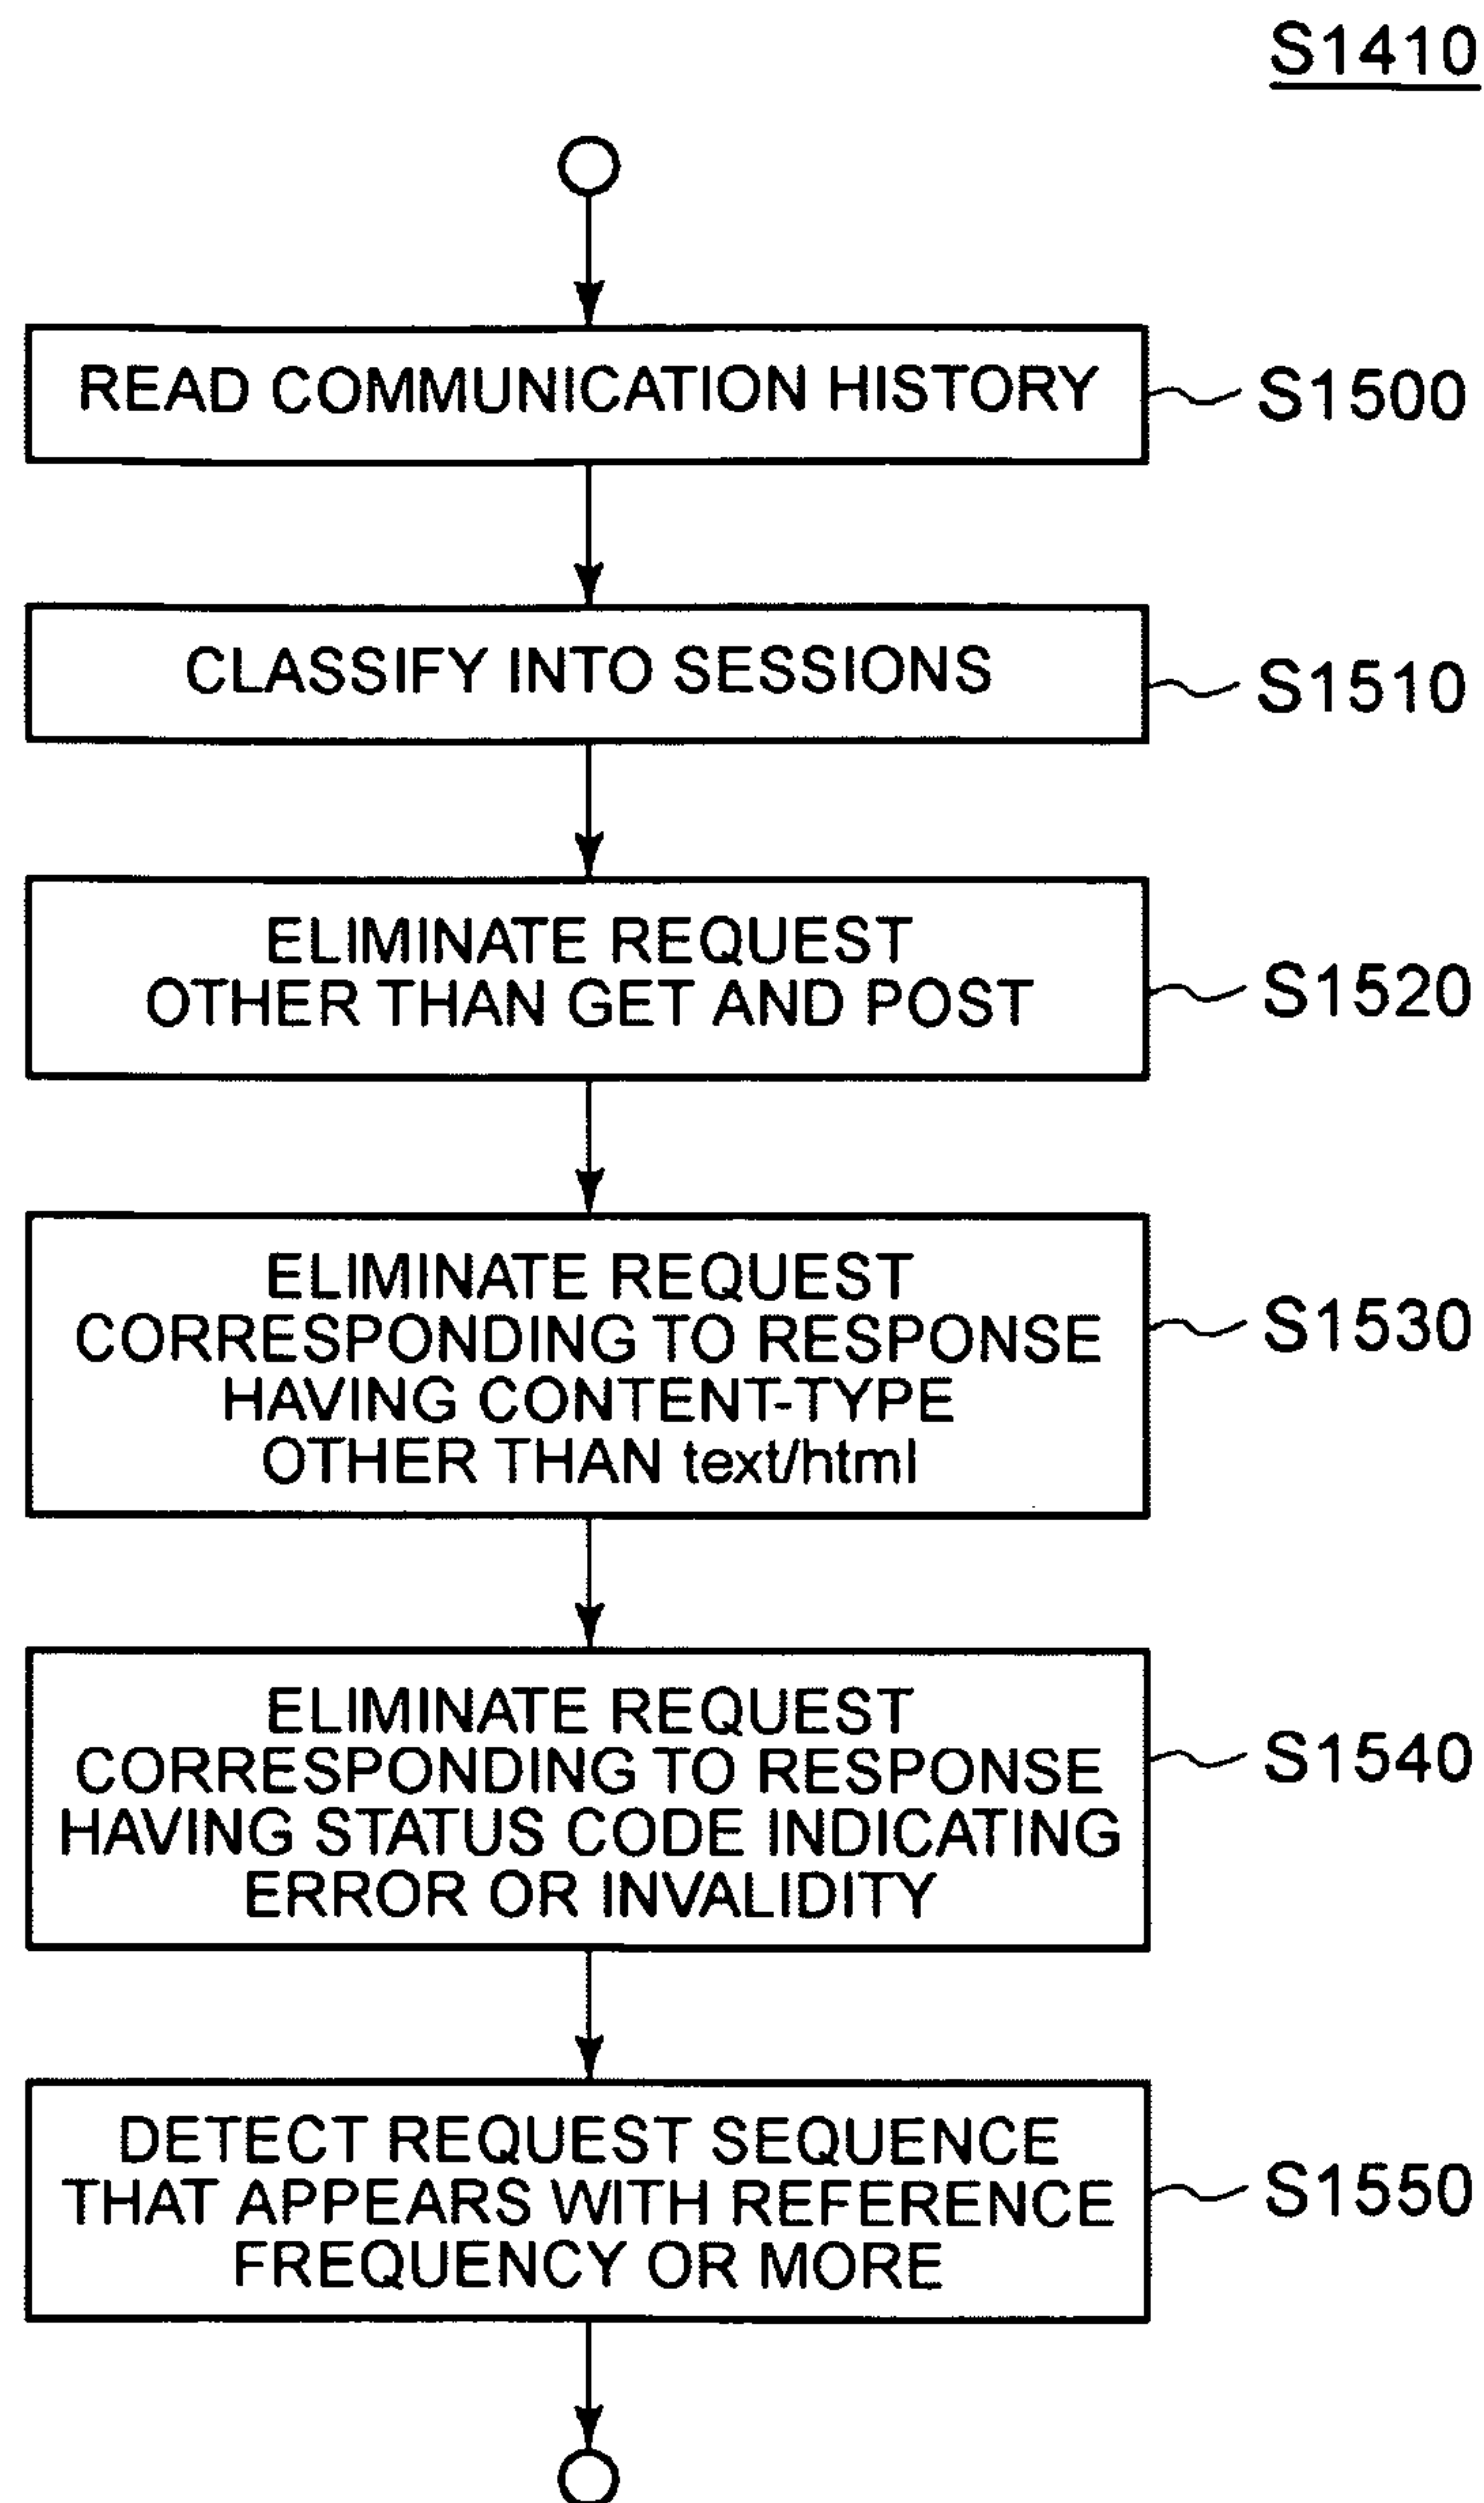 S1410
READ COMMUNICATION HISTORY
S1500
CLASSIFY INTO SESSIONS
S1510
ELIMINATE REQUEST
OTHER THAN GET AND POST
S1520
ELIMINATE REQUEST
CORRESPONDING TO RESPONSE
HAVING CONTENT-TYPE
OTHER THAN text/html
S1530
ELIMINATE REQUEST
CORRESPONDING TO RESPONSE
HAVING STATUS CODE INDICATING
ERROR OR INVALIDITY
S1540
DETECT REQUEST SEQUENCE
THAT APPEARS WITH REFERENCE
FREQUENCY OR MORE
S1550